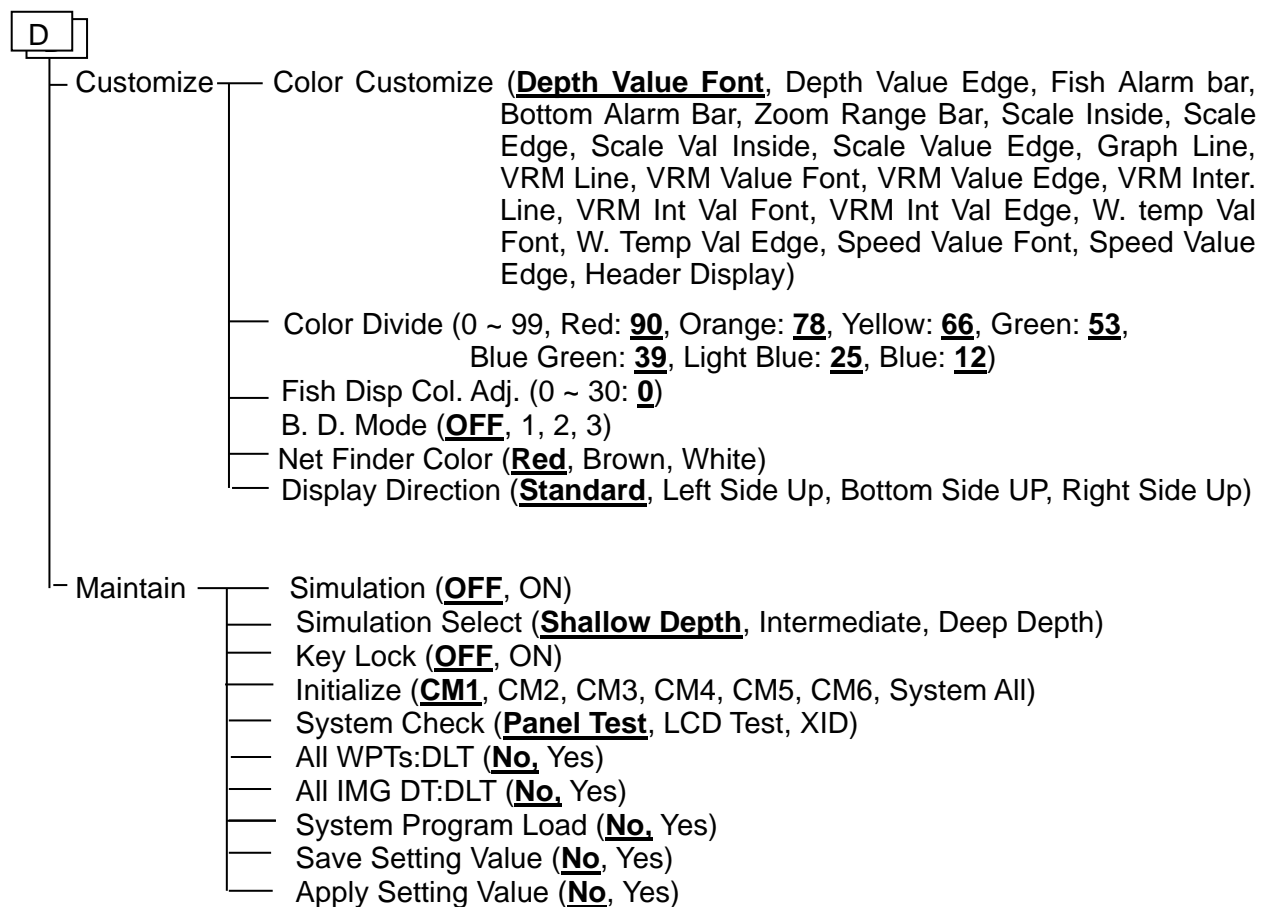 D
Customize Color Customize (Depth Value Font, Depth Value Edge, Fish Alarm bar,
Bottom Alarm Bar, Zoom Range Bar, Scale Inside, Scale
Edge, Scale Val Inside, Scale Value Edge, Graph Line,
VRM Line, VRM Value Font, VRM Value Edge, VRM Inter.
Line, VRM Int Val Font, VRM Int Val Edge, W. temp Val
Font, W. Temp Val Edge, Speed Value Font, Speed Value
Edge, Header Display)
Color Divide (0 ~ 99, Red: 90, Orange: 78, Yellow: 66, Green: 53,
Blue Green: 39, Light Blue: 25, Blue: 12)
Fish Disp Col. Adj. (0 ~ 30: 0)
B. D. Mode (OFF, 1, 2, 3)
Net Finder Color (Red, Brown, White)
Display Direction (Standard, Left Side Up, Bottom Side UP, Right Side Up)
Maintain Simulation (OFF, ON)
Simulation Select (Shallow Depth, Intermediate, Deep Depth)
Key Lock (OFF, ON)
Initialize (CM1, CM2, CM3, CM4, CM5, CM6, System All)
System Check (Panel Test, LCD Test, XID)
All WPTs:DLT (No, Yes)
All IMG DT:DLT (No, Yes)
System Program Load (No, Yes)
Save Setting Value (No, Yes)
Apply Setting Value (No, Yes)